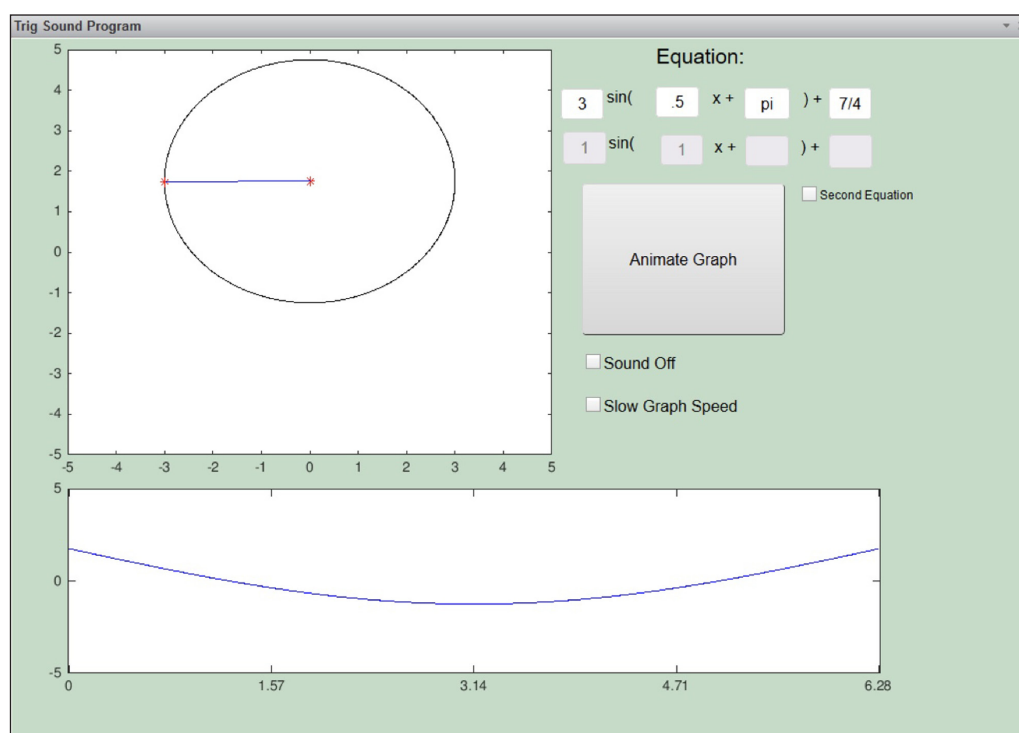 Trig Sound Program
Equation:
3 sin( .5 x + pi ) + 7/4
1 sin( 1 x + ) +
Second Equation
Animate Graph
Sound Off
Slow Graph Speed
5
4
3
2
1
0
-1
-2
-3
-4
-5
-5 -4 -3 -2 -1 0 1 2 3 4 5
5
0
-5
0 1.57 3.14 4.71 6.28